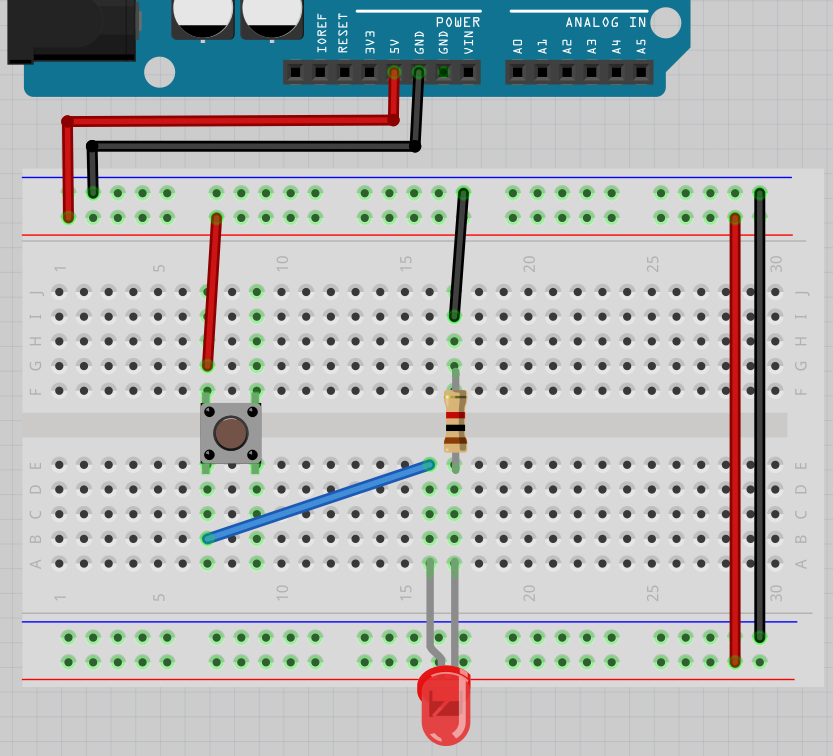 POWER ANALOG IN
IOREF RESET 3V3 5V GND GND VIN A0 A1 A2 A3 A4 A5
1 5 10 15 20 25 30
J J
I I
H H
G G
F F
E E
D D
C C
B B
A A
1 5 10 15 20 25 30